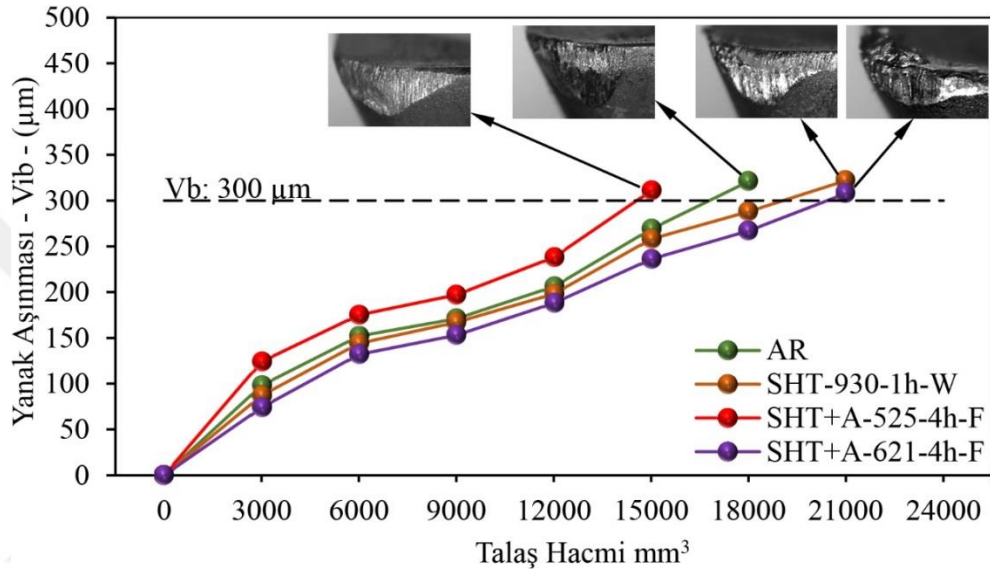 500
450
400
350
300
250
200
150
100
50
0
Yanak Aşınması - Vib - (µm)
Vb: 300 µm
AR
SHT-930-1h-W
SHT+A-525-4h-F
SHT+A-621-4h-F
0 3000 6000 9000 12000 15000 18000 21000 24000
Talaş Hacmi mm³